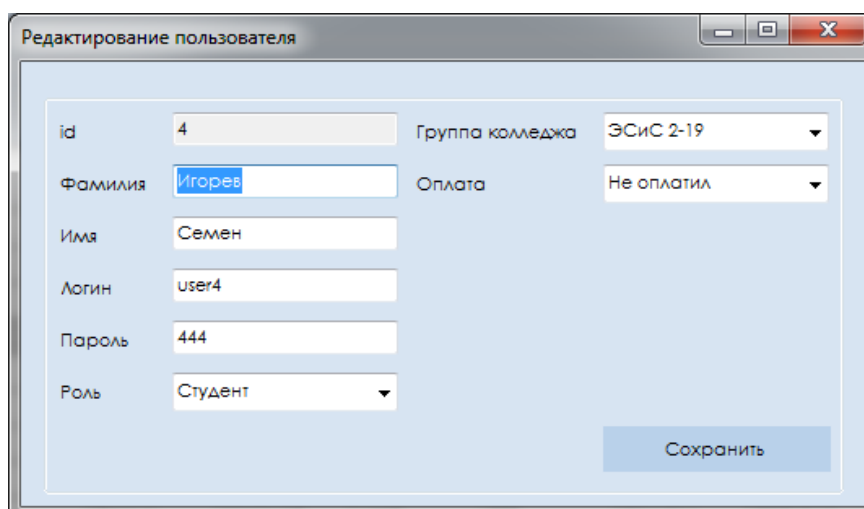 Редактирование пользователя
id 4 Группа колледжа ЭСиС 2-19
Фамилия Игорев Оплата Не оплатил
Имя Семен
Логин user4
Пароль 444
Роль Студент
Сохранить